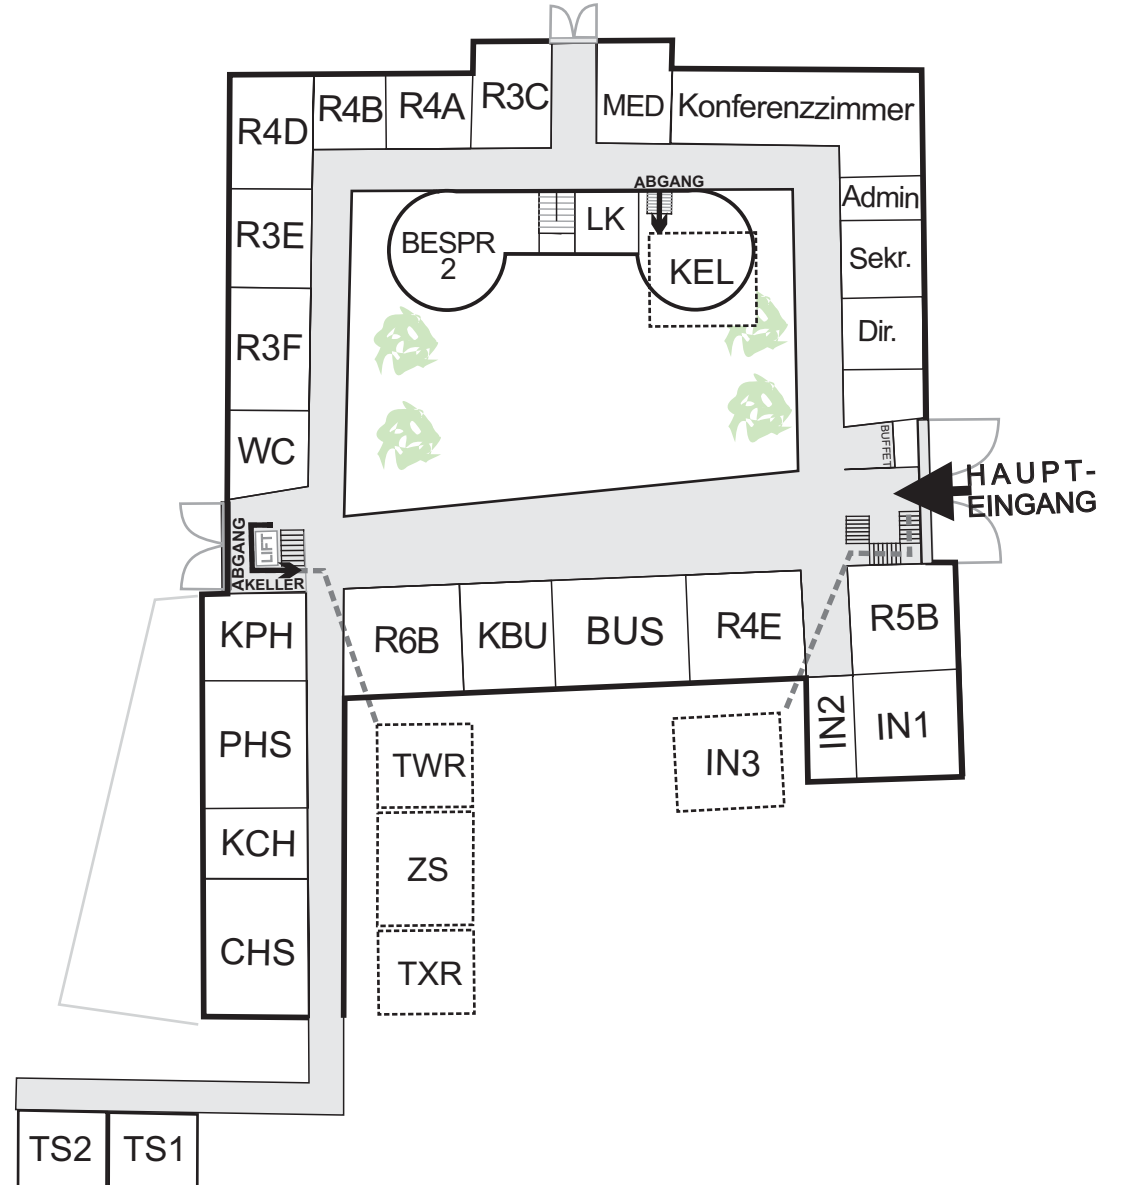 R4D
R4B
R4A
R3C
MED
Konferenzzimmer
ABGANG
Admin
LK
R3E
BESPR
2
KEL
Sekr.
R3F
Dir.
WC
BUFFET
HAUPT-
EINGANG
ABGANG
LIFT
KELLER
KPH
R6B
KBU
BUS
R4E
R5B
PHS
IN2
IN1
TWR
IN3
KCH
ZS
CHS
TXR
TS2
TS1